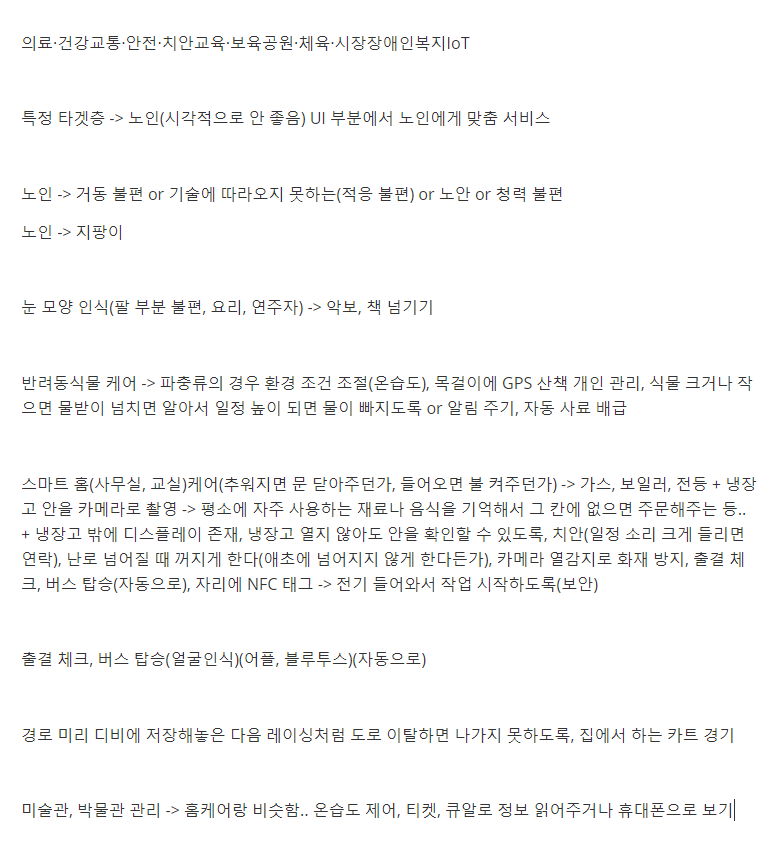 의료·건강교통·안전·치안교육·보육공원·체육·시장장애인복지IoT
특정 타겟층 -> 노인(시각적으로 안 좋음) UI 부분에서 노인에게 맞춤 서비스
노인 -> 거동 불편 or 기술에 따라오지 못하는(적응 불편) or 노안 or 청력 불편
노인 -> 지팡이
눈 모양 인식(팔 부분 불편, 요리, 연주자) -> 악보, 책 넘기기
반려동식물 케어 -> 파충류의 경우 환경 조건 조절(온습도), 목걸이에 GPS 산책 개인 관리, 식물 크거나 작
으면 물받이 넘치면 알아서 일정 높이 되면 물이 빠지도록 or 알림 주기, 자동 사료 배급
스마트 홈(사무실, 교실)케어(추워지면 문 닫아주던가, 들어오면 불 켜주던가) -> 가스, 보일러, 전등 + 냉장
고 안을 카메라로 촬영 -> 평소에 자주 사용하는 재료나 음식을 기억해서 그 칸에 없으면 주문해주는 등..
+ 냉장고 밖에 디스플레이 존재, 냉장고 열지 않아도 안을 확인할 수 있도록, 치안(일정 소리 크게 들리면
연락), 난로 넘어질 때 꺼지게 한다(애초에 넘어지지 않게 한다든가), 카메라 열감지로 화재 방지, 출결 체
크, 버스 탑승(자동으로), 자리에 NFC 태그 -> 전기 들어와서 작업 시작하도록(보안)
출결 체크, 버스 탑승(얼굴인식)(어플, 블루투스)(자동으로)
경로 미리 디비에 저장해놓은 다음 레이싱처럼 도로 이탈하면 나가지 못하도록, 집에서 하는 카트 경기
미술관, 박물관 관리 -> 홈케어랑 비슷함.. 온습도 제어, 티켓, 큐알로 정보 읽어주거나 휴대폰으로 보기